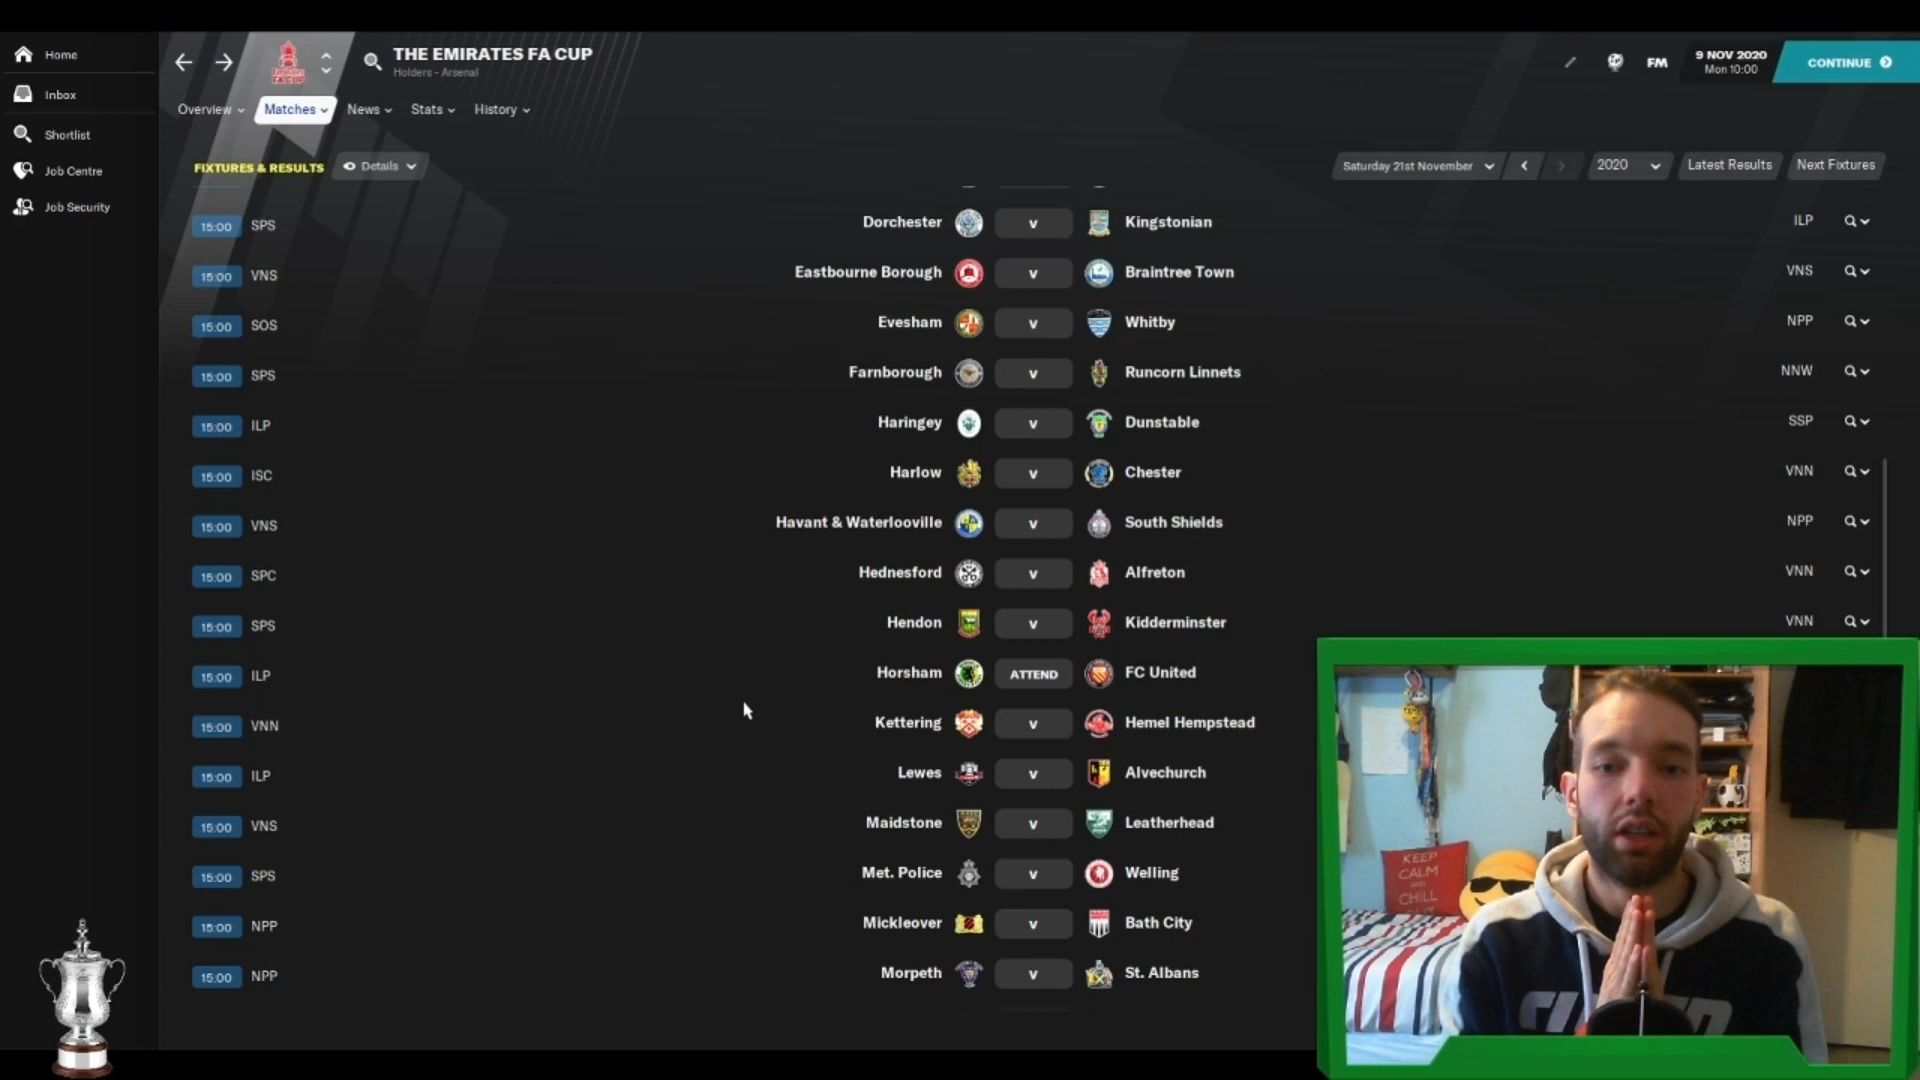 Home
Inbox
Shortlist
Job Centre
Job Security
THE EMIRATES FA CUP
Holders - Arsenal
FM
9 NOV 2020
Mon 10:00
CONTINUE
Overview
Matches
News
Stats
History
FIXTURES & RESULTS
Details
Saturday 21st November
2020
Latest Results
Next Fixtures
15:00 SPS Dorchester v Kingstonian ILP
15:00 VNS Eastbourne Borough v Braintree Town VNS
15:00 SOS Evesham v Whitby NPP
15:00 SPS Farnborough v Runcorn Linnets NNW
15:00 ILP Haringey v Dunstable SSP
15:00 ISC Harlow v Chester VNN
15:00 VNS Havant & Waterlooville v South Shields NPP
15:00 SPC Hednesford v Alfreton VNN
15:00 SPS Hendon v Kidderminster VNN
15:00 ILP Horsham ATTEND FC United
15:00 VNN Kettering v Hemel Hempstead
15:00 ILP Lewes v Alvechurch
15:00 VNS Maidstone v Leatherhead
15:00 SPS Met. Police v Welling
15:00 NPP Mickleover v Bath City
15:00 NPP Morpeth v St. Albans
KEEP
CALM
AND
CHILL
OUT